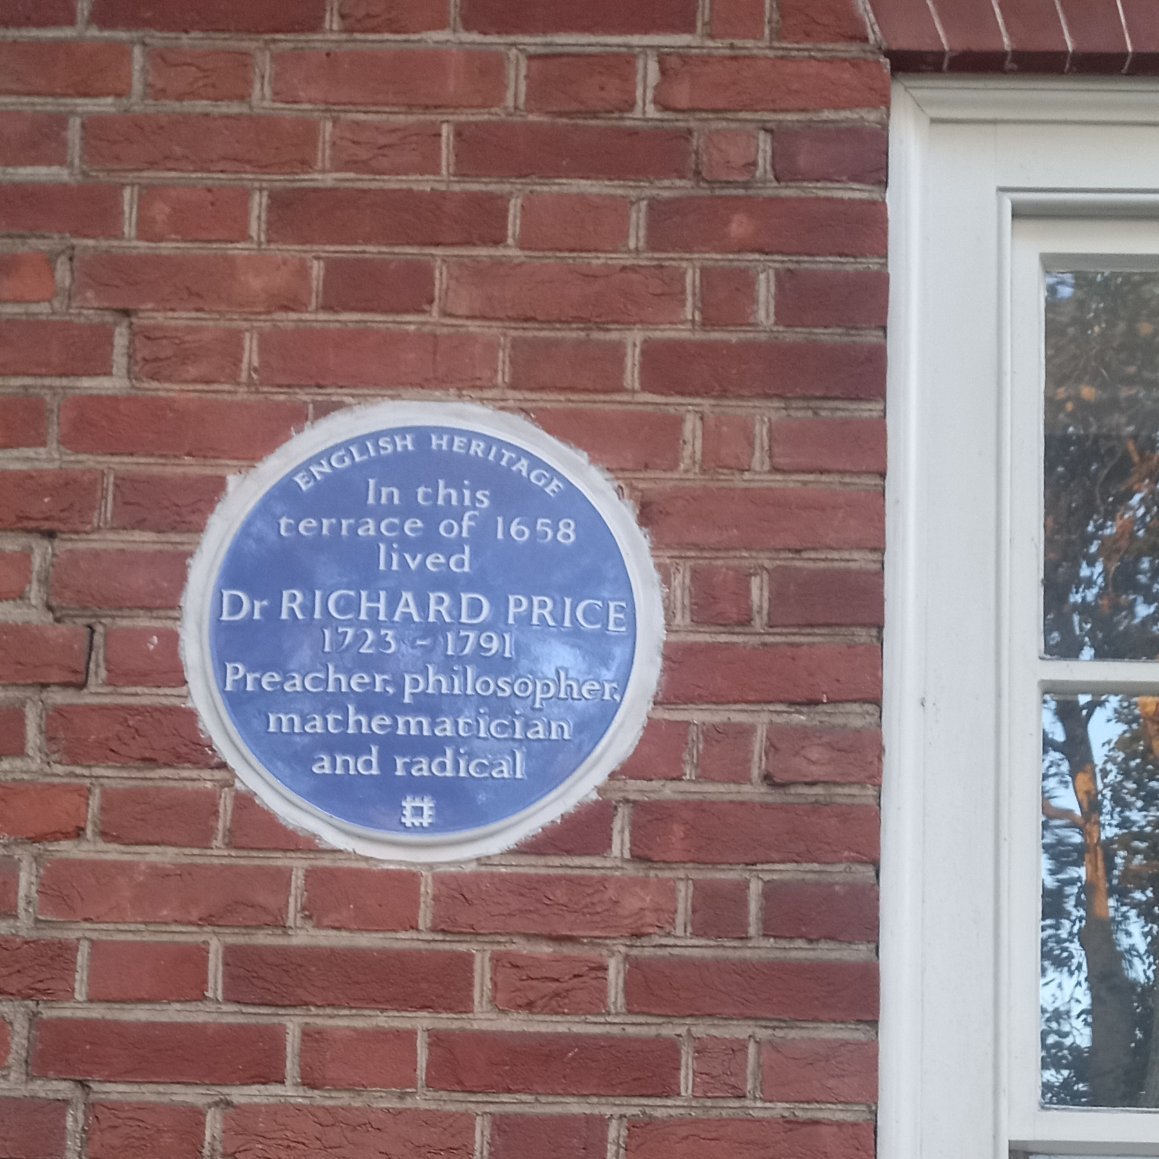 ENGLISH HERITAGE
In this
terrace of 1658
lived
Dr RICHARD PRICE
1723 - 1791
Preacher, philosopher,
mathematician
and radical